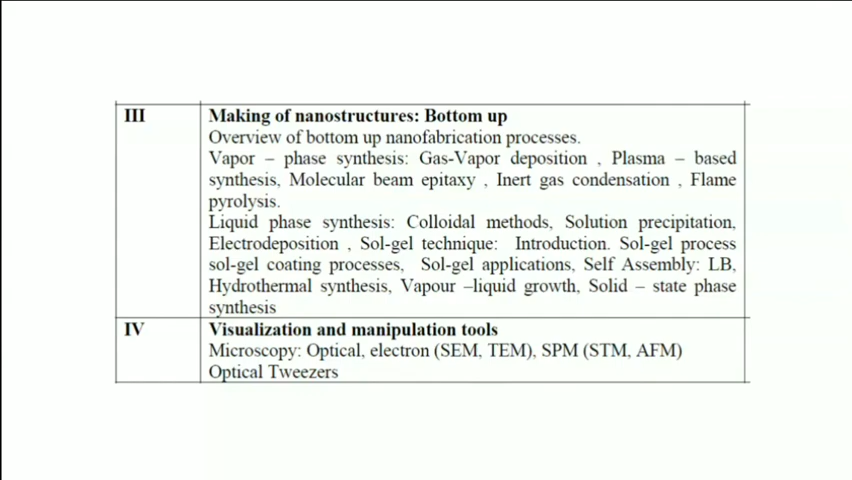 III Making of nanostructures: Bottom up
Overview of bottom up nanofabrication processes.
Vapor – phase synthesis: Gas-Vapor deposition , Plasma – based
synthesis, Molecular beam epitaxy , Inert gas condensation , Flame
pyrolysis.
Liquid phase synthesis: Colloidal methods, Solution precipitation,
Electrodeposition , Sol-gel technique: Introduction. Sol-gel process
sol-gel coating processes, Sol-gel applications, Self Assembly: LB,
Hydrothermal synthesis, Vapour –liquid growth, Solid – state phase
synthesis
IV Visualization and manipulation tools
Microscopy: Optical, electron (SEM, TEM), SPM (STM, AFM)
Optical Tweezers